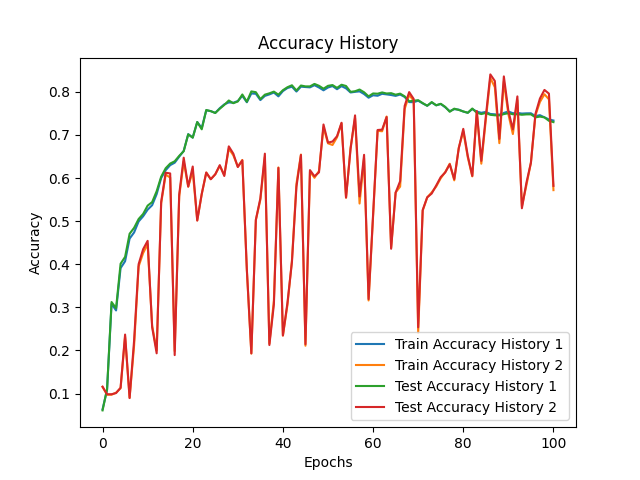 Accuracy History
0.8
0.7
0.6
0.5
0.4
0.3
0.2
0.1
Accuracy
Train Accuracy History 1
Train Accuracy History 2
Test Accuracy History 1
Test Accuracy History 2
0 20 40 60 80 100
Epochs